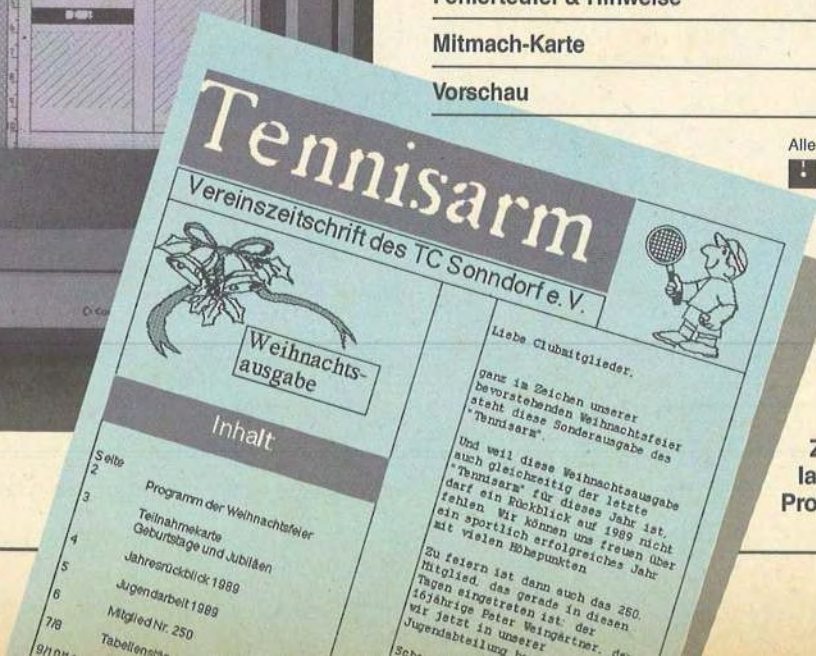 Mitmach-Karte
Vorschau
Alle
Tennisarm
Vereinszeitschrift des TC Sonndorf e. V.
Weihnachts-
ausgabe
Inhalt
Seite
2 Programm der Weihnachtsfeier
3 Teilnahmekarte
Geburtstage und Jubiläen
4 Jahresrückblick 1989
5 Jugendarbeit 1989
6 Mitglied Nr. 250
7/8
Liebe Clubmitglieder,
ganz im Zeichen unserer
bevorstehenden Weihnachtsfeier
steht diese Sonderausgabe des
"Tennisarm".
Und weil diese Weihnachtsausgabe
auch gleichzeitig der letzte
"Tennisarm" für dieses Jahr ist,
darf ein Rückblick auf 1989 nicht
fehlen. Wir können uns freuen über
ein sportlich erfolgreiches Jahr
mit vielen Höhepunkten
Zu feiern ist dann auch das 250.
Mitglied, das gerade in diesen
Tagen eingetreten ist: der
16jährige Peter Weingärtner, den
wir jetzt in unserer
Jugendabteilung